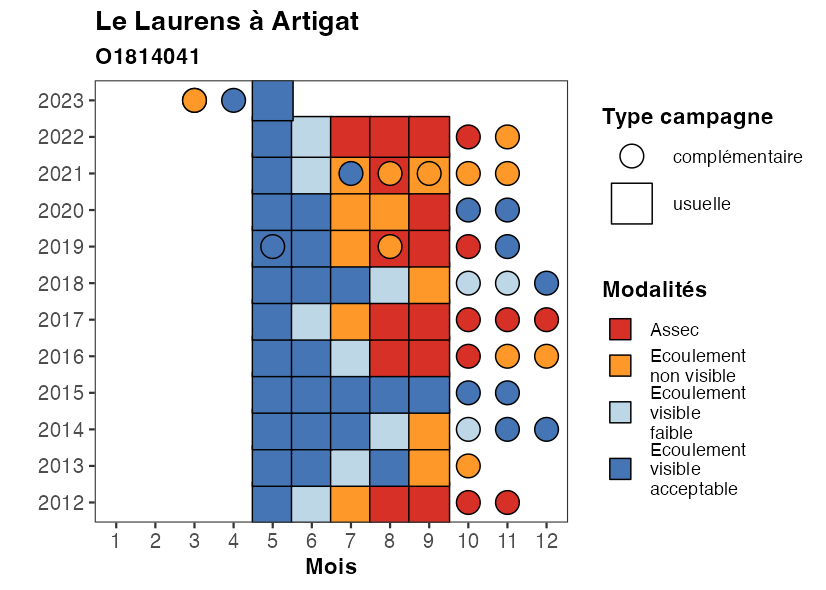 Le Laurens à Artigat
O1814041
2023
2022
2021
2020
2019
2018
2017
2016
2015
2014
2013
2012
1 2 3 4 5 6 7 8 9 10 11 12
Mois
Type campagne
complémentaire
usuelle
Modalités
Assec
Ecoulement
non visible
Ecoulement
visible
faible
Ecoulement
visible
acceptable